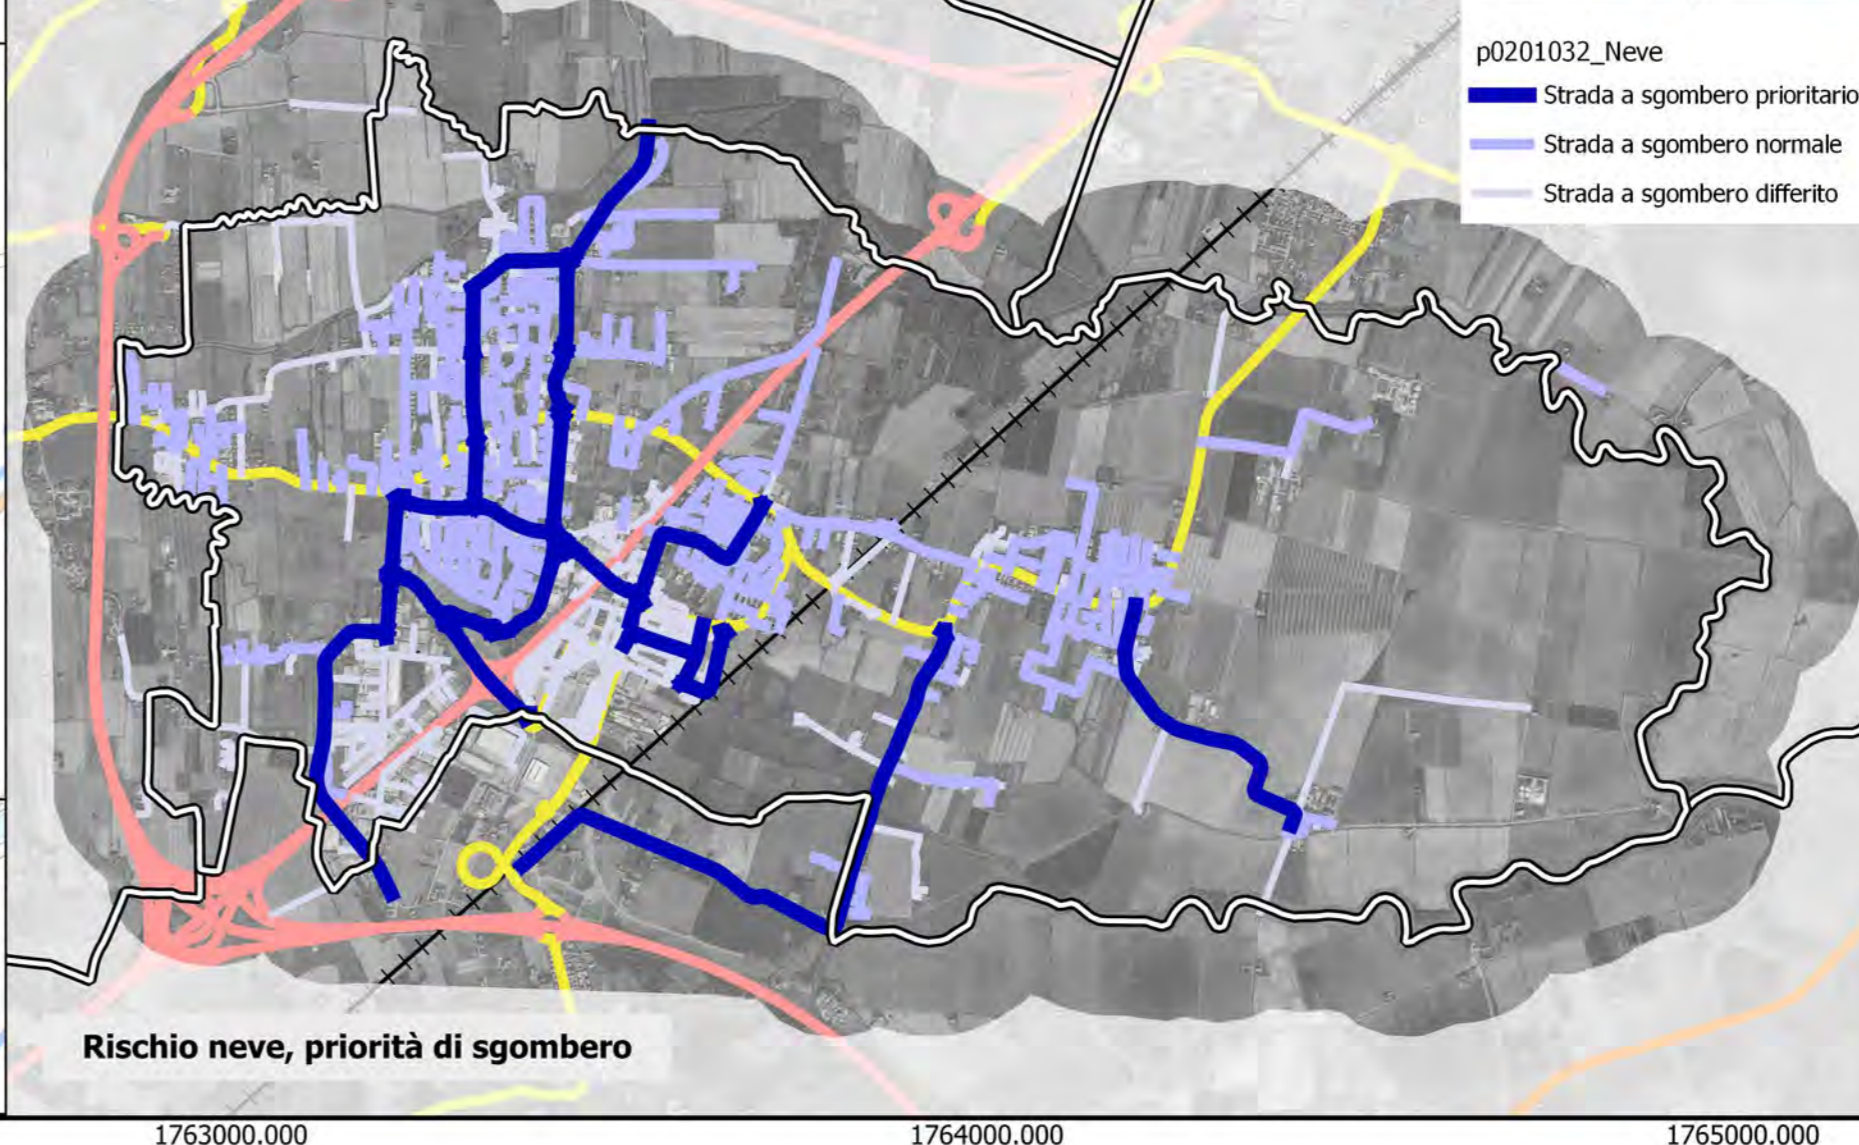 p0201032_Neve
Strada a sgombero prioritario
Strada a sgombero normale
Strada a sgombero differito
Rischio neve, priorità di sgombero
1763000.000
1764000.000
1765000.000